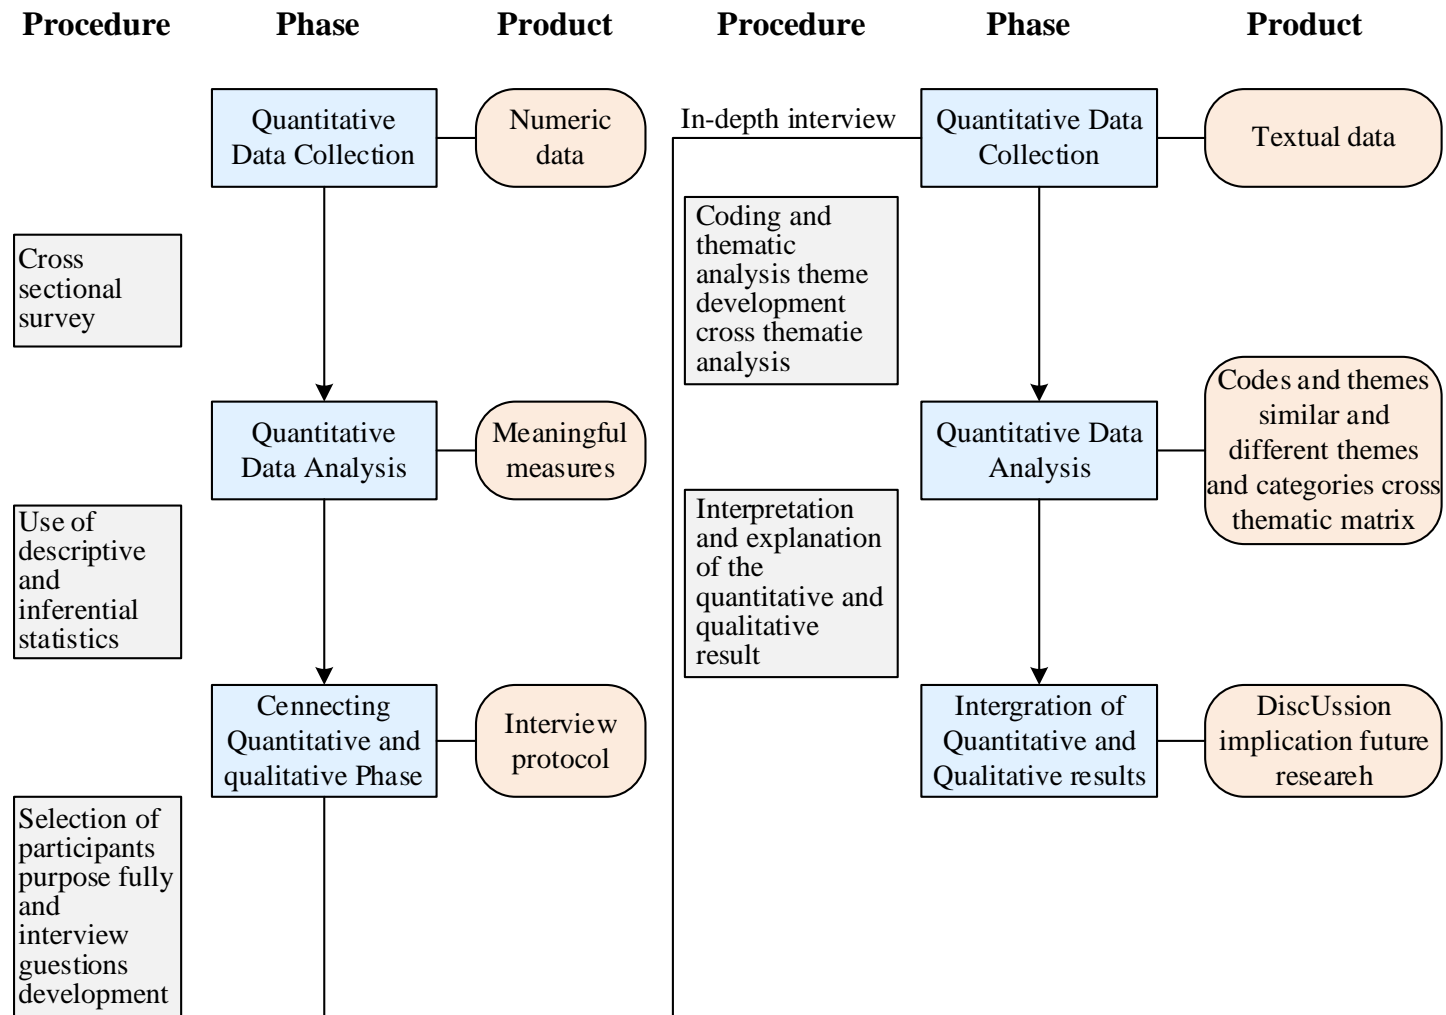 Procedure
Phase
Product
Procedure
Phase
Product
Quantitative
Data Collection
Numeric
data
Cross
sectional
survey
Quantitative
Data Analysis
Meaningful
measures
Use of
descriptive
and
inferential
statistics
Cennecting
Quantitative and
qualitative Phase
Interview
protocol
Selection of
participants
purpose fully
and
interview
guestions
development
In-depth interview
Quantitative Data
Collection
Textual data
Coding and
thematic
analysis theme
development
cross thematie
analysis
Quantitative Data
Analysis
Codes and themes
similar and
different themes
and categories cross
thematic matrix
Interpretation
and explanation
of the
quantitative and
qualitative
result
Intergration of
Quantitative and
Qualitative results
DiscUssion
implication future
researeh